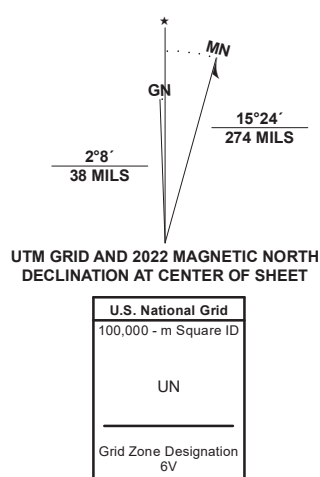 ★
MN
GN
15°24´
274 MILS
2°8´
38 MILS
UTM GRID AND 2022 MAGNETIC NORTH
DECLINATION AT CENTER OF SHEET
U.S. National Grid
100,000 - m Square ID
UN
Grid Zone Designation
6V